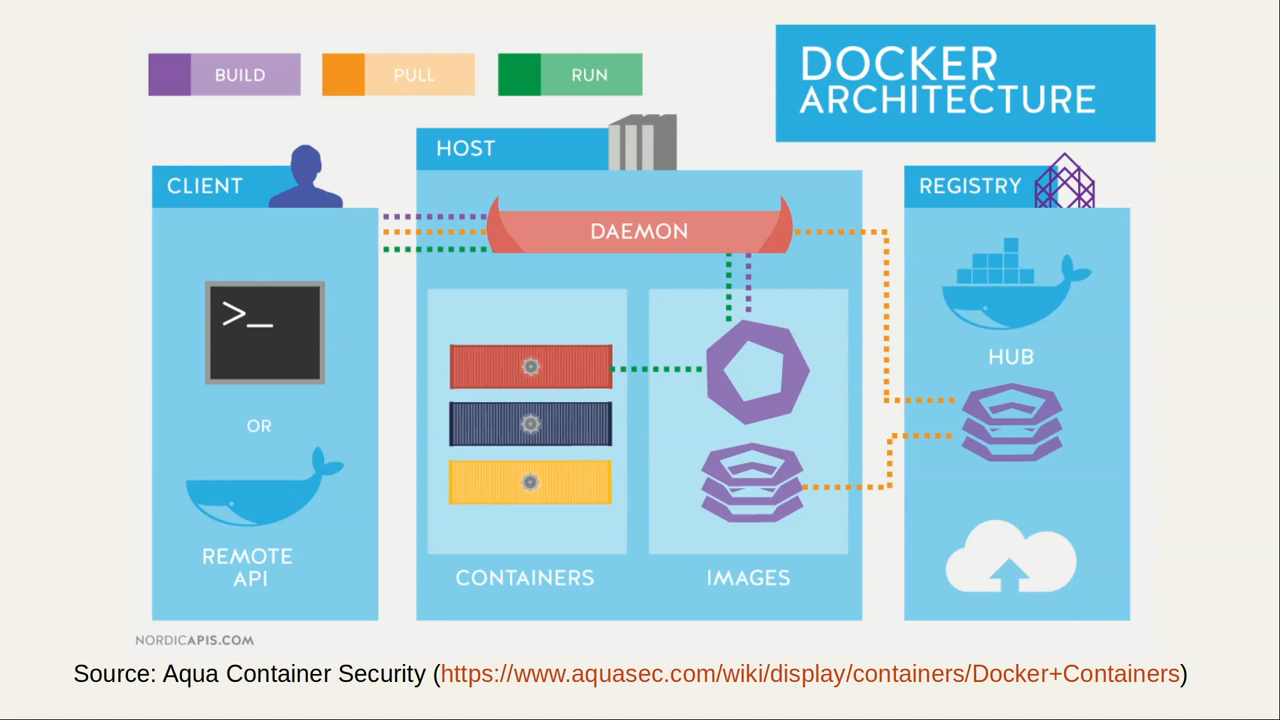 BUILD
PULL
RUN
DOCKER
ARCHITECTURE
HOST
CLIENT
REGISTRY
DAEMON
>_
HUB
OR
REMOTE
API
CONTAINERS
IMAGES
NORDICAPIS.COM
Source: Aqua Container Security (https://www.aquasec.com/wiki/display/containers/Docker+Containers)